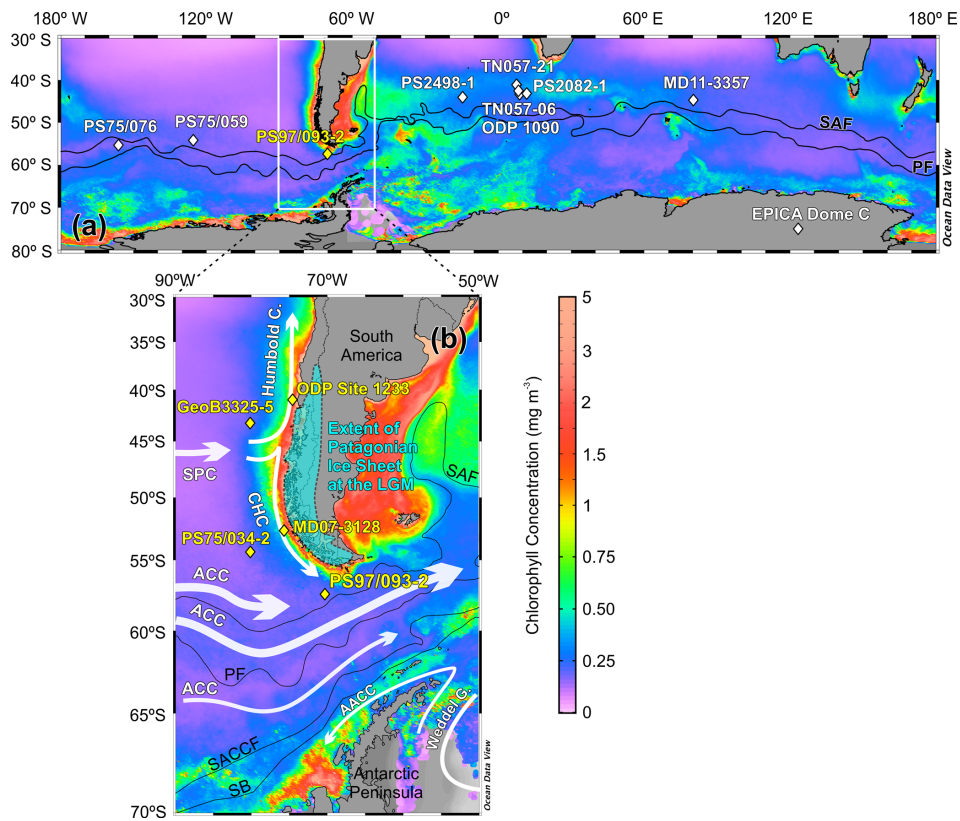 180° W 120° W 60° W 0° 60° E 120° E 180° E
30° S
40° S
50° S
60° S
70° S
80° S
TN057-21
PS2498-1
PS2082-1
MD11-3357
TN057-06
ODP 1090
PS75/076
PS75/059
PS97/093-2
SAF
PF
EPICA Dome C
(a)
Ocean Data View
90°W 70°W 50°W
30°S
35°S
40°S
45°S
50°S
55°S
60°S
65°S
70°S
Humbold C.
South
America
(b)
ODP Site 1233
GeoB3325-5
Extent of
Patagonian
Ice Sheet
at the LGM
SPC
SAF
CHC
MD07-3128
PS75/034-2
PS97/093-2
ACC
ACC
PF
ACC
AACC
Weddel G.
SACCF
SB
Antarctic
Peninsula
Ocean Data View
Chlorophyll Concentration (mg m⁻³)
5
3
2
1.5
1
0.75
0.50
0.25
0